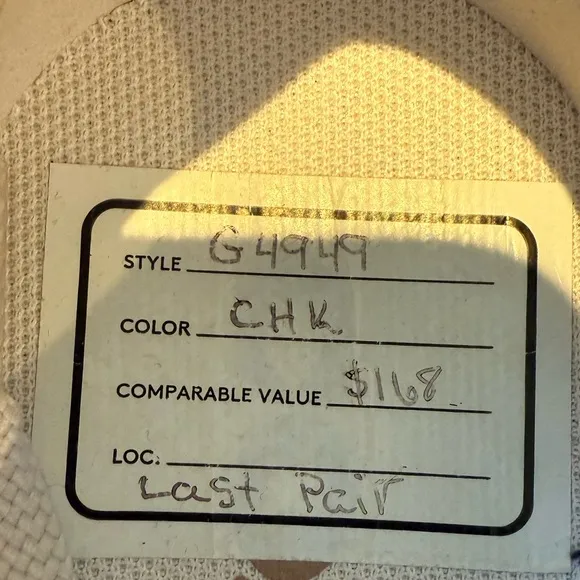 STYLE G4949
COLOR CHK
COMPARABLE VALUE $168
LOC.
Last Pair